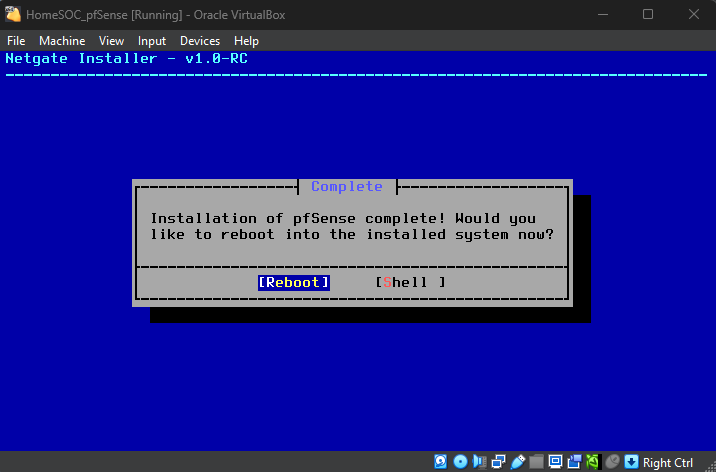 HomeSOC_pfSense [Running] - Oracle VirtualBox
File Machine View Input Devices Help
Netgate Installer - v1.0-RC
Complete
Installation of pfSense complete! Would you
like to reboot into the installed system now?
[Reboot] [Shell ]
Right Ctrl